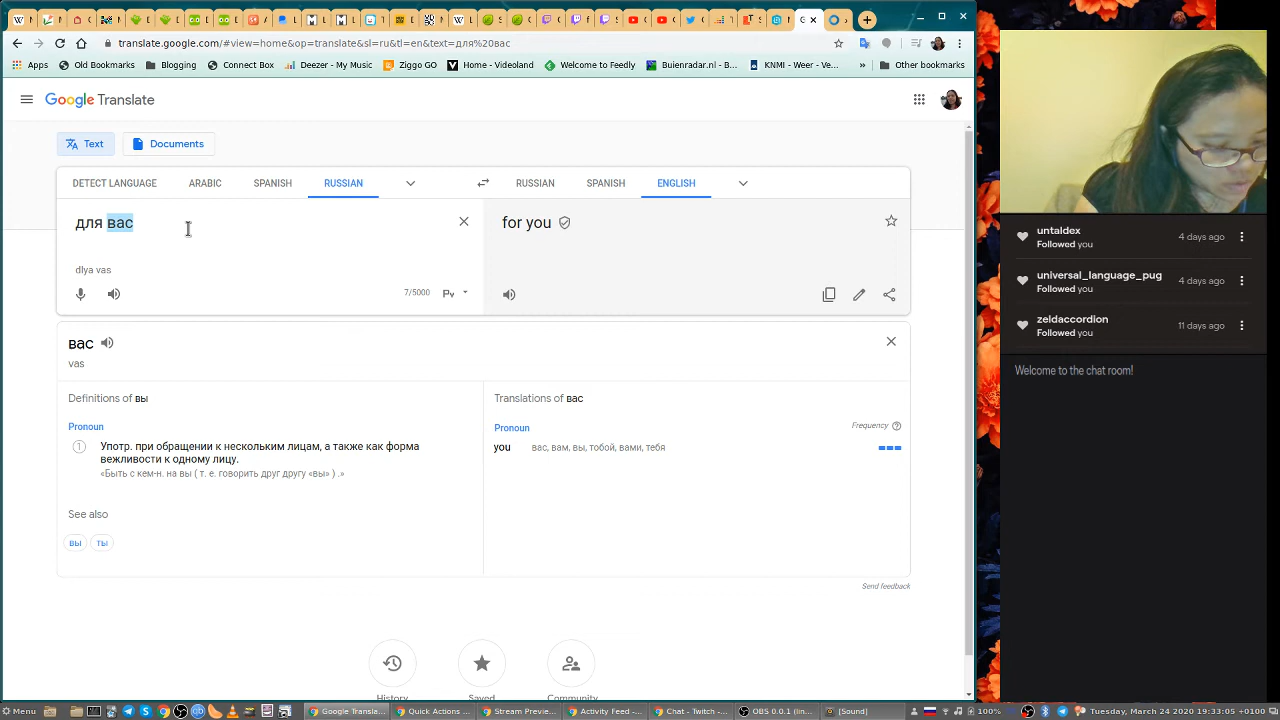 translate.google.com/#view=home&op=translate&sl=ru&tl=en&text=для%20вас
Apps
Old Bookmarks
Blogging
Connect Box
Deezer - My Music
Ziggo GO
Home - Videoland
Welcome to Feedly
Buienradar.nl - B...
KNMI - Weer - Ve...
»
Other bookmarks
Google Translate
Text
Documents
DETECT LANGUAGE
ARABIC
SPANISH
RUSSIAN
RUSSIAN
SPANISH
ENGLISH
для вас
for you
dlya vas
7/5000
вас
vas
Definitions of вы
Translations of вас
Pronoun
Pronoun
Frequency
1
Употр. при обращении к нескольким лицам, а также как форма
вежливости к одному лицу.
«Быть с кем-н. на вы ( т. е. говорить друг другу «вы» ) .»
you
вас, вам, вы, тобой, вами, тебя
See also
вы
ты
Send feedback
History
Saved
Community
untaldex
Followed you
4 days ago
universal_language_pug
Followed you
4 days ago
zeldaccordion
Followed you
11 days ago
Welcome to the chat room!
Menu
Google Transla...
Quick Actions ...
Stream Preview...
Activity Feed -...
Chat - Twitch -...
OBS 0.0.1 (lin...
[Sound]
100%
Tuesday, March 24 2020, 19:33:05 +0100